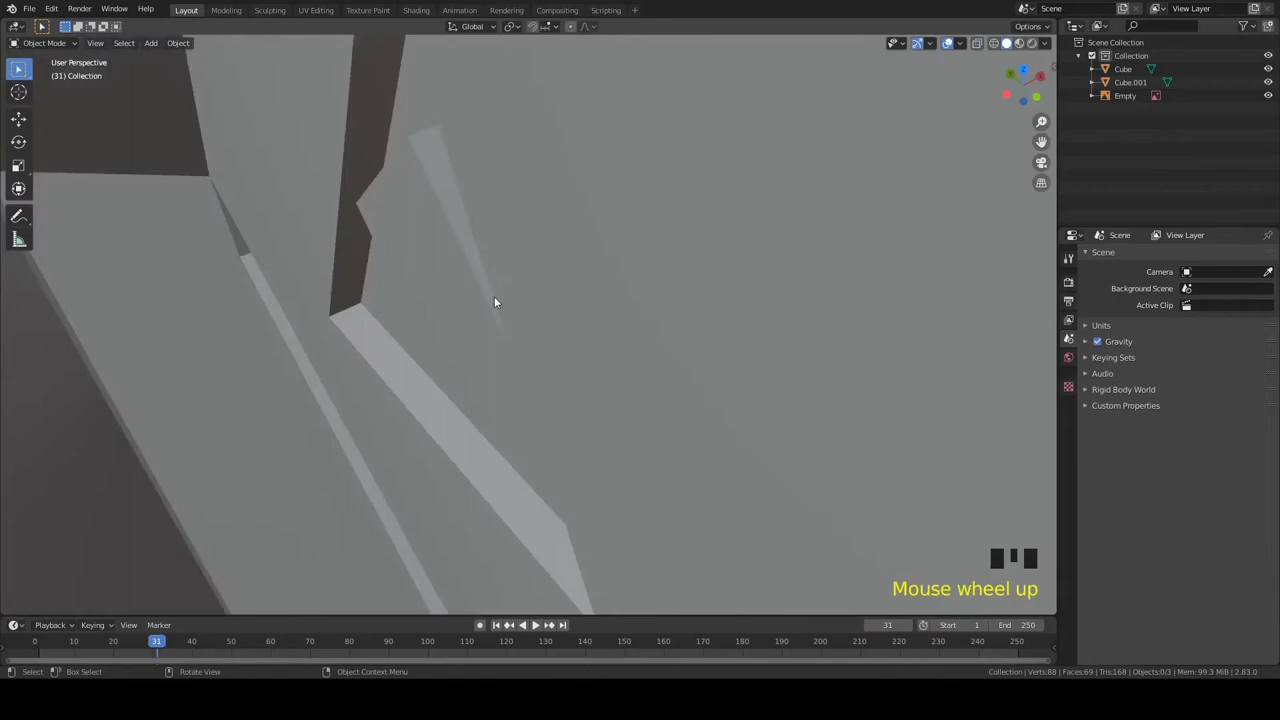 File Edit Render Window Help Layout Modeling Sculpting UV Editing Texture Paint Shading Animation Rendering Compositing Scripting + Scene View Layer
Global Options
Object Mode View Select Add Object
User Perspective
(31) Collection
Scene Collection
Collection
Cube
Cube.001
Empty
Scene View Layer
Scene
Camera
Background Scene
Active Clip
Units
Gravity
Keying Sets
Audio
Rigid Body World
Custom Properties
Mouse wheel up
Playback Keying View Marker 31 Start 1 End 250
0 10 20 31 40 50 60 70 80 90 100 110 120 130 140 150 160 170 180 190 200 210 220 230 240 250
Select Box Select Rotate View Object Context Menu Collection | Verts:88 | Faces:69 | Tris:168 | Objects:0/3 | Mem: 99.3 MiB | 2.83.0